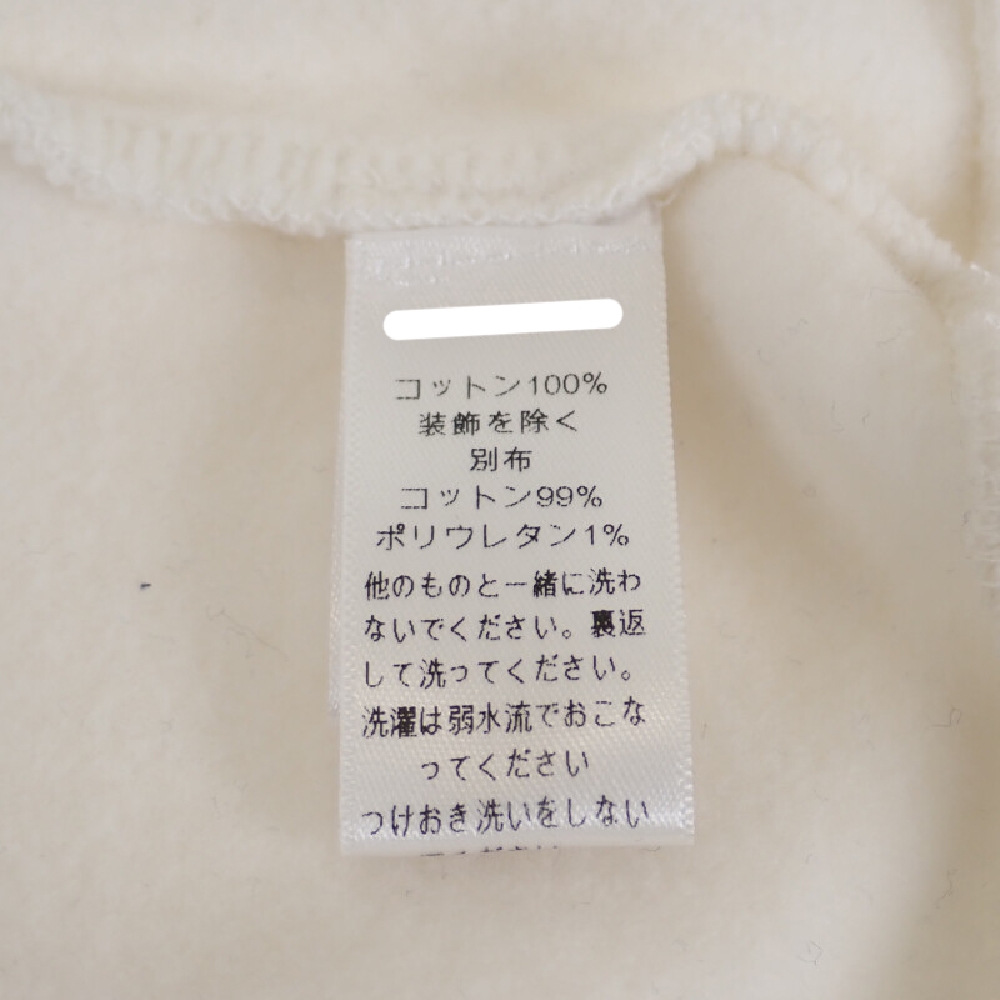 コットン100%
装飾を除く
別布
コットン99%
ポリウレタン1%
他のものと一緒に洗わ
ないでください。裏返
して洗ってください。
洗濯は弱水流でおこな
ってください
つけおき洗いをしない